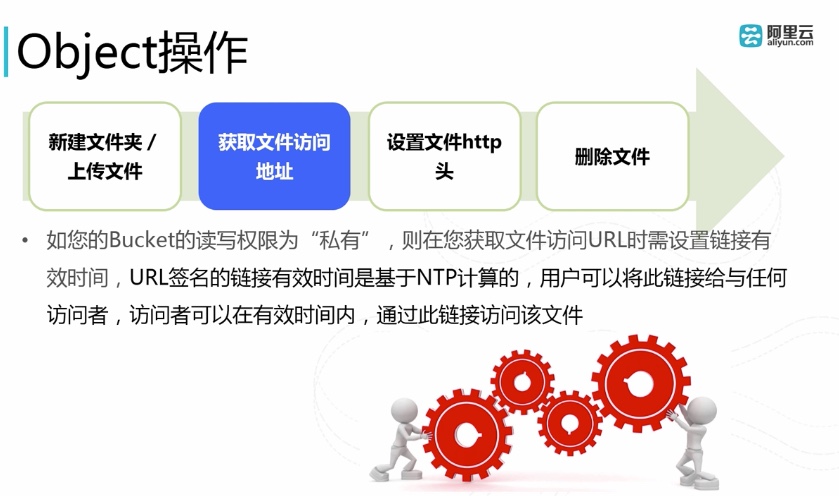 Object操作
阿里云
aliyun.com
新建文件夹 /
上传文件
获取文件访问
地址
设置文件http
头
删除文件
• 如您的Bucket的读写权限为“私有”，则在您获取文件访问URL时需设置链接有
效时间，URL签名的链接有效时间是基于NTP计算的，用户可以将此链接给与任何
访问者，访问者可以在有效时间内，通过此链接访问该文件